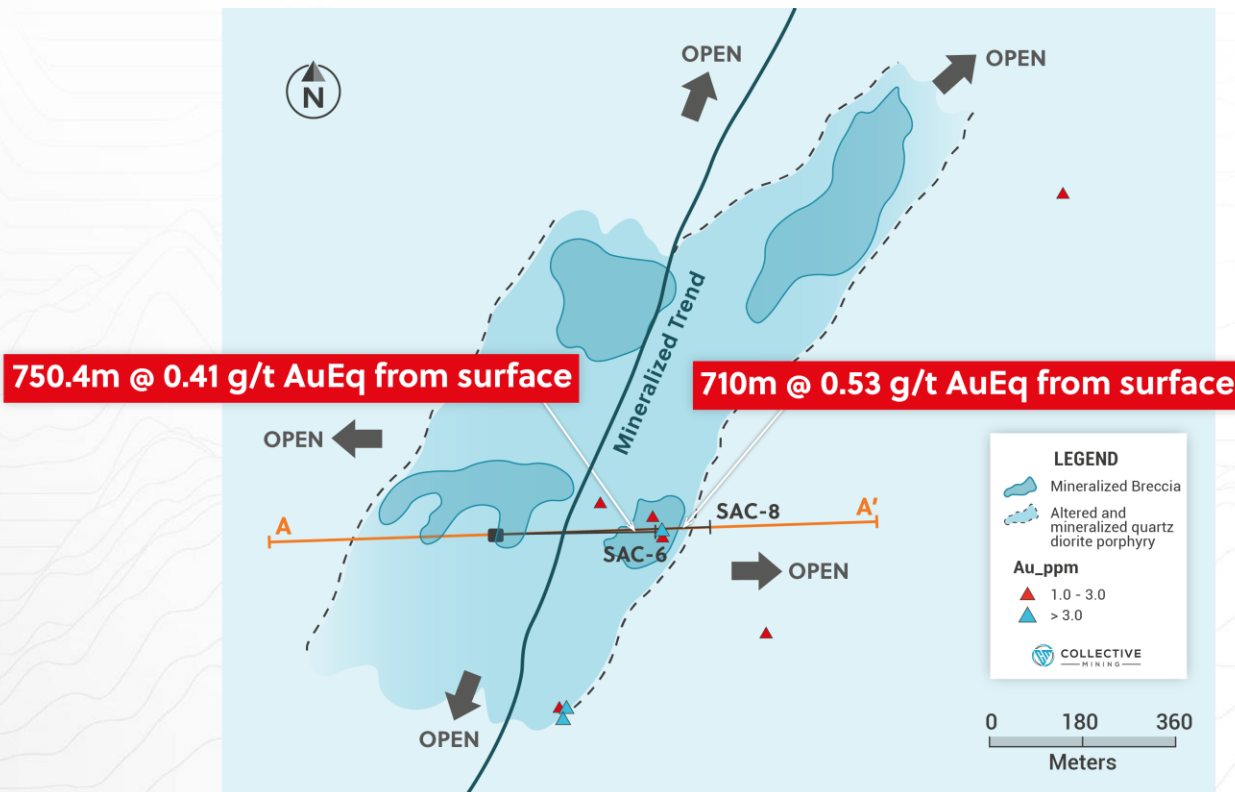 OPEN
OPEN
N
Mineralized Trend
750.4m @ 0.41 g/t AuEq from surface
710m @ 0.53 g/t AuEq from surface
OPEN
A
A'
SAC-8
SAC-6
OPEN
OPEN
LEGEND
Mineralized Breccia
Altered and
mineralized quartz
diorite porphyry
Au_ppm
1.0 - 3.0
> 3.0
COLLECTIVE
MINING
0 180 360
Meters